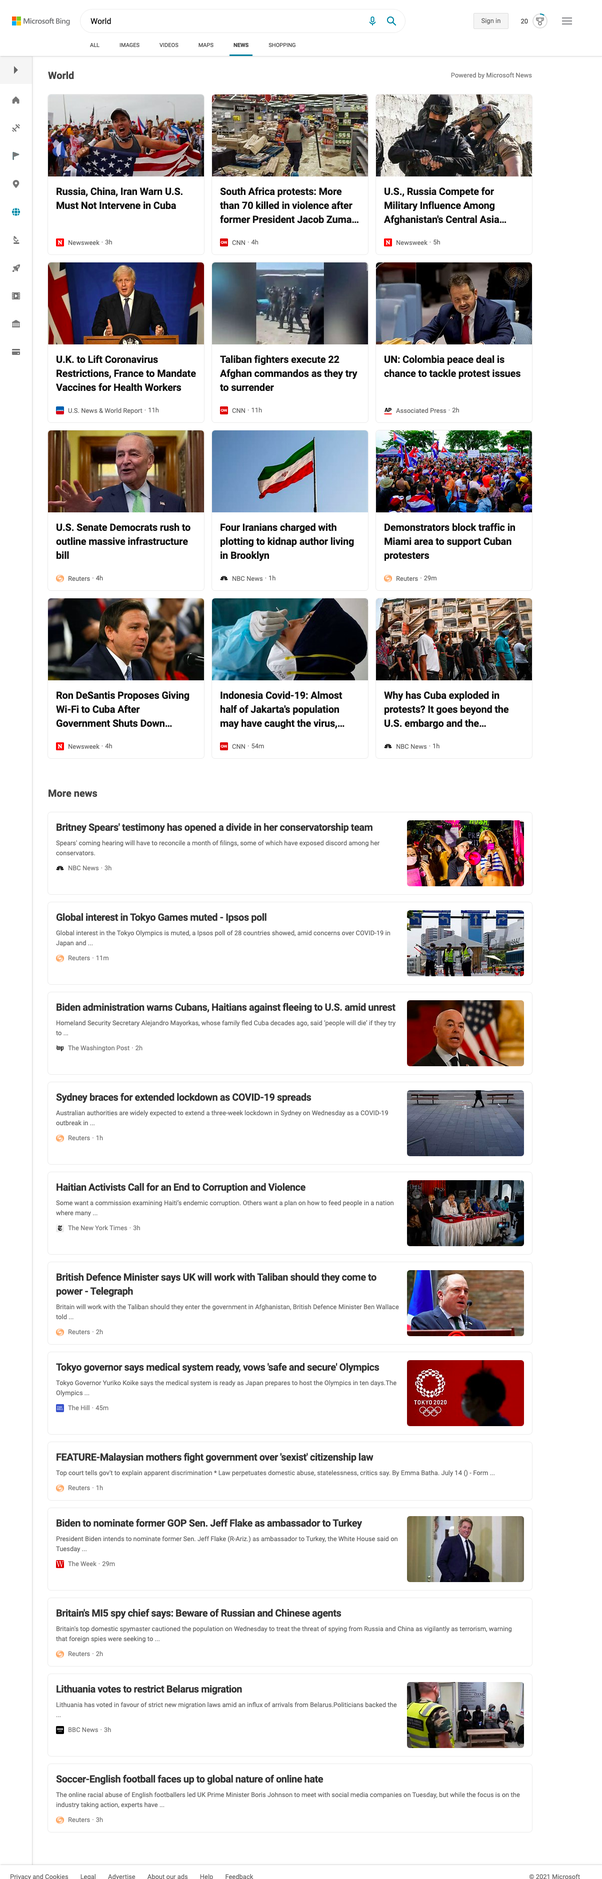 Microsoft Bing
World
Sign in
20
ALL
IMAGES
VIDEOS
MAPS
NEWS
SHOPPING
World
Powered by Microsoft News
Russia, China, Iran Warn U.S.
Must Not Intervene in Cuba
Newsweek · 3h
South Africa protests: More
than 70 killed in violence after
former President Jacob Zuma...
CNN · 4h
U.S., Russia Compete for
Military Influence Among
Afghanistan's Central Asia...
Newsweek · 5h
U.K. to Lift Coronavirus
Restrictions, France to Mandate
Vaccines for Health Workers
U.S. News & World Report · 11h
Taliban fighters execute 22
Afghan commandos as they try
to surrender
CNN · 11h
UN: Colombia peace deal is
chance to tackle protest issues
AP
Associated Press · 2h
U.S. Senate Democrats rush to
outline massive infrastructure
bill
Reuters · 4h
Four Iranians charged with
plotting to kidnap author living
in Brooklyn
NBC News · 1h
Demonstrators block traffic in
Miami area to support Cuban
protesters
Reuters · 29m
Ron DeSantis Proposes Giving
Wi-Fi to Cuba After
Government Shuts Down...
Newsweek · 4h
Indonesia Covid-19: Almost
half of Jakarta's population
may have caught the virus,...
CNN · 54m
Why has Cuba exploded in
protests? It goes beyond the
U.S. embargo and the...
NBC News · 1h
More news
Britney Spears' testimony has opened a divide in her conservatorship team
Spears' coming hearing will have to reconcile a month of filings, some of which have exposed discord among her
conservators.
NBC News · 3h
Global interest in Tokyo Games muted - Ipsos poll
Global interest in the Tokyo Olympics is muted, a Ipsos poll of 28 countries showed, amid concerns over COVID-19 in
Japan and ...
Reuters · 11m
Biden administration warns Cubans, Haitians against fleeing to U.S. amid unrest
Homeland Security Secretary Alejandro Mayorkas, whose family fled Cuba decades ago, said 'people will die' if they try
to ...
wp
The Washington Post · 2h
Sydney braces for extended lockdown as COVID-19 spreads
Australian authorities are widely expected to extend a three-week lockdown in Sydney on Wednesday as a COVID-19
outbreak in ...
Reuters · 1h
Haitian Activists Call for an End to Corruption and Violence
Some want a commission examining Haiti's endemic corruption. Others want a plan on how to feed people in a nation
where many ...
The New York Times · 3h
British Defence Minister says UK will work with Taliban should they come to
power - Telegraph
Britain will work with the Taliban should they enter the government in Afghanistan, British Defence Minister Ben Wallace
told ...
Reuters · 2h
Tokyo governor says medical system ready, vows 'safe and secure' Olympics
Tokyo Governor Yuriko Koike says the medical system is ready as Japan prepares to host the Olympics in ten days.The
Olympics ...
The Hill · 45m
TOKYO 2020
FEATURE-Malaysian mothers fight government over 'sexist' citizenship law
Top court tells gov't to explain apparent discrimination * Law perpetuates domestic abuse, statelessness, critics say. By Emma Batha. July 14 () - Form ...
Reuters · 1h
Biden to nominate former GOP Sen. Jeff Flake as ambassador to Turkey
President Biden intends to nominate former Sen. Jeff Flake (R-Ariz.) as ambassador to Turkey, the White House said on
Tuesday ...
The Week · 29m
Britain's MI5 spy chief says: Beware of Russian and Chinese agents
Britain's top domestic spymaster cautioned the population on Wednesday to treat the threat of spying from Russia and China as vigilantly as terrorism, warning
that foreign spies were seeking to ...
Reuters · 2h
Lithuania votes to restrict Belarus migration
Lithuania has voted in favour of strict new migration laws amid an influx of arrivals from Belarus.Politicians backed the
...
BBC News · 3h
Soccer-English football faces up to global nature of online hate
The online racial abuse of English footballers led UK Prime Minister Boris Johnson to meet with social media companies on Tuesday, but while the focus is on the
industry taking action, experts have ...
Reuters · 3h
Privacy and Cookies
Legal
Advertise
About our ads
Help
Feedback
© 2021 Microsoft